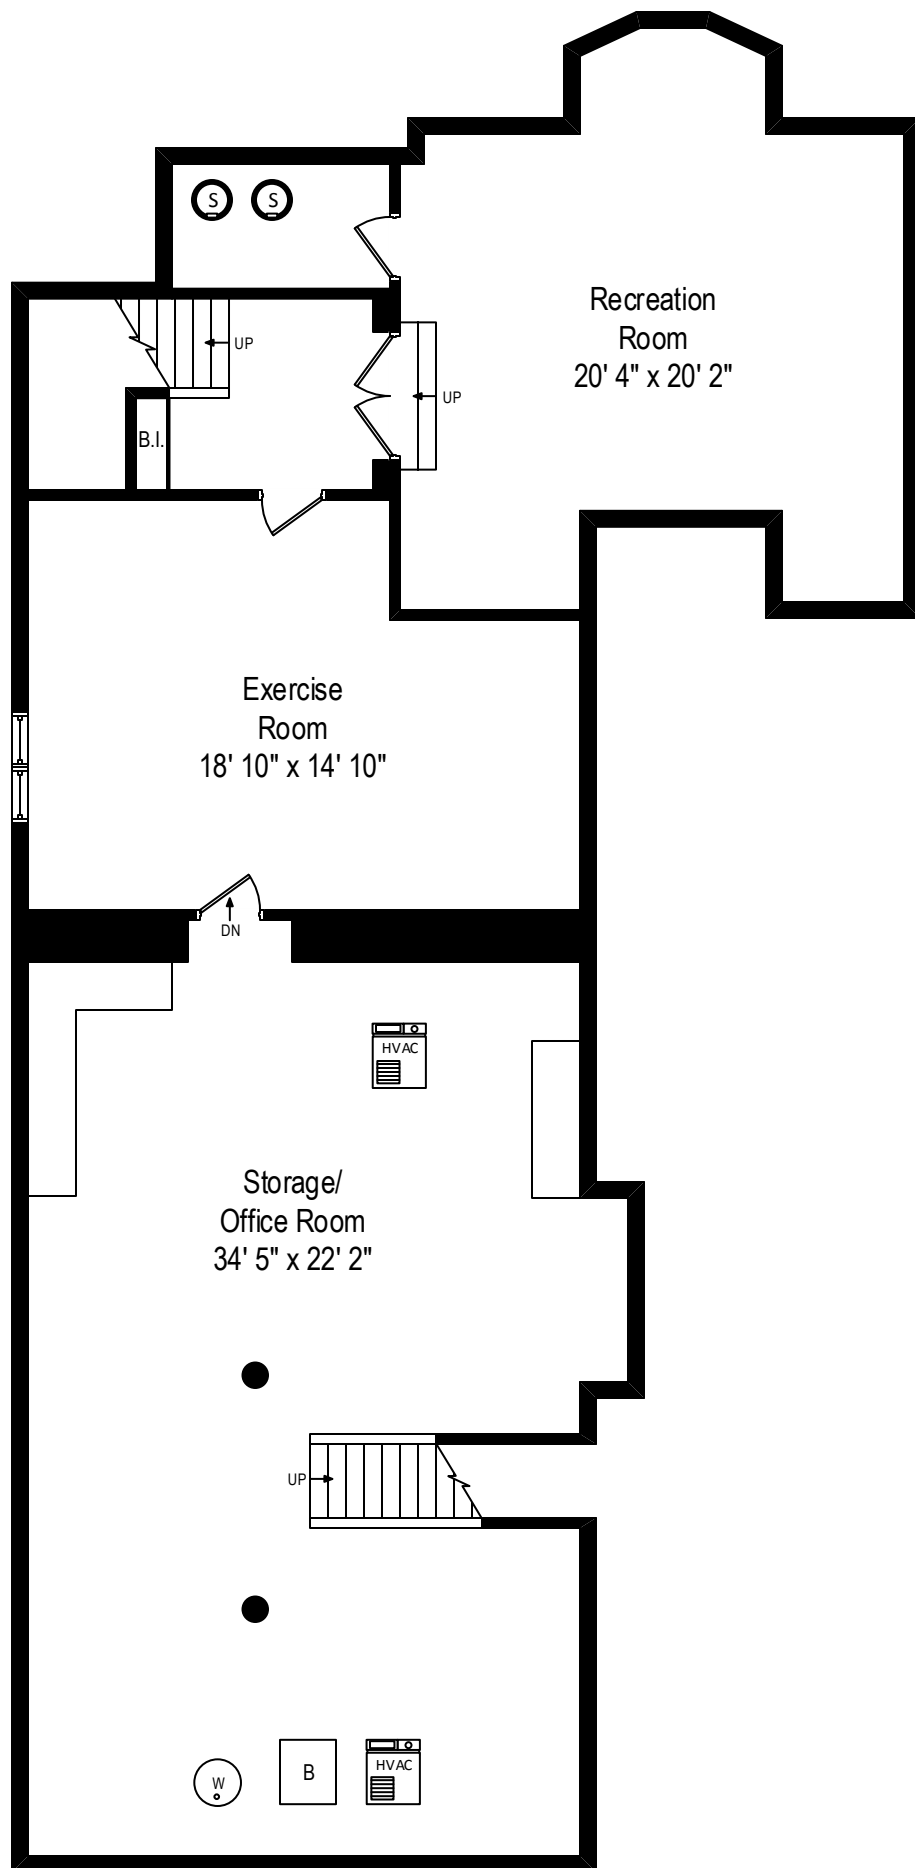 S
S
Recreation
Room
20' 4" x 20' 2"
UP
UP
B.I.
Exercise
Room
18' 10" x 14' 10"
DN
HVAC
Storage/
Office Room
34' 5" x 22' 2"
UP
W
B
HVAC